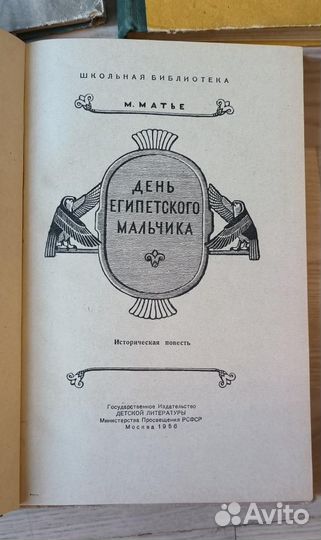 ШКОЛЬНАЯ БИБЛИОТЕКА
М. МАТЬЕ
ДЕНЬ
ЕГИПЕТСКОГО
МАЛЬЧИКА
Историческая повесть
Государственное Издательство
ДЕТСКОЙ ЛИТЕРАТУРЫ
Министерства Просвещения РСФСР
Москва 1956
Avito